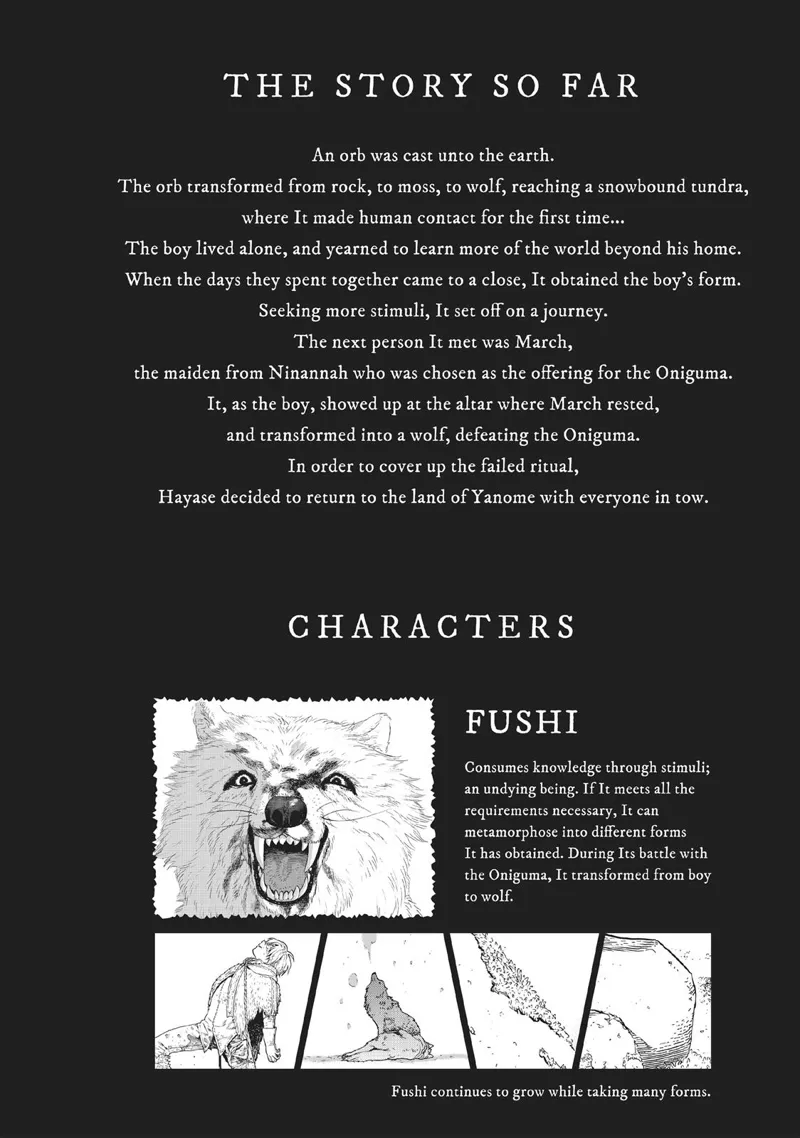 THE STORY SO FAR
An orb was cast unto the earth.
The orb transformed from rock, to moss, to wolf, reaching a snowbound tundra,
where It made human contact for the first time...
The boy lived alone, and yearned to learn more of the world beyond his home.
When the days they spent together came to a close, It obtained the boy's form.
Seeking more stimuli, It set off on a journey.
The next person It met was March,
the maiden from Ninannah who was chosen as the offering for the Oniguma.
It, as the boy, showed up at the altar where March rested,
and transformed into a wolf, defeating the Oniguma.
In order to cover up the failed ritual,
Hayase decided to return to the land of Yanome with everyone in tow.
CHARACTERS
FUSHI
Consumes knowledge through stimuli;
an undying being. If It meets all the
requirements necessary, It can
metamorphose into different forms
It has obtained. During Its battle with
the Oniguma, It transformed from boy
to wolf.
Fushi continues to grow while taking many forms.